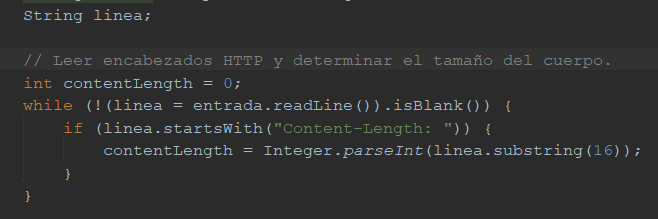 String linea;
// Leer encabezados HTTP y determinar el tamaño del cuerpo.
int contentLength = 0;
while (!(linea = entrada.readLine()).isBlank()) {
    if (linea.startsWith("Content-Length: ")) {
        contentLength = Integer.parseInt(linea.substring(16));
    }
}